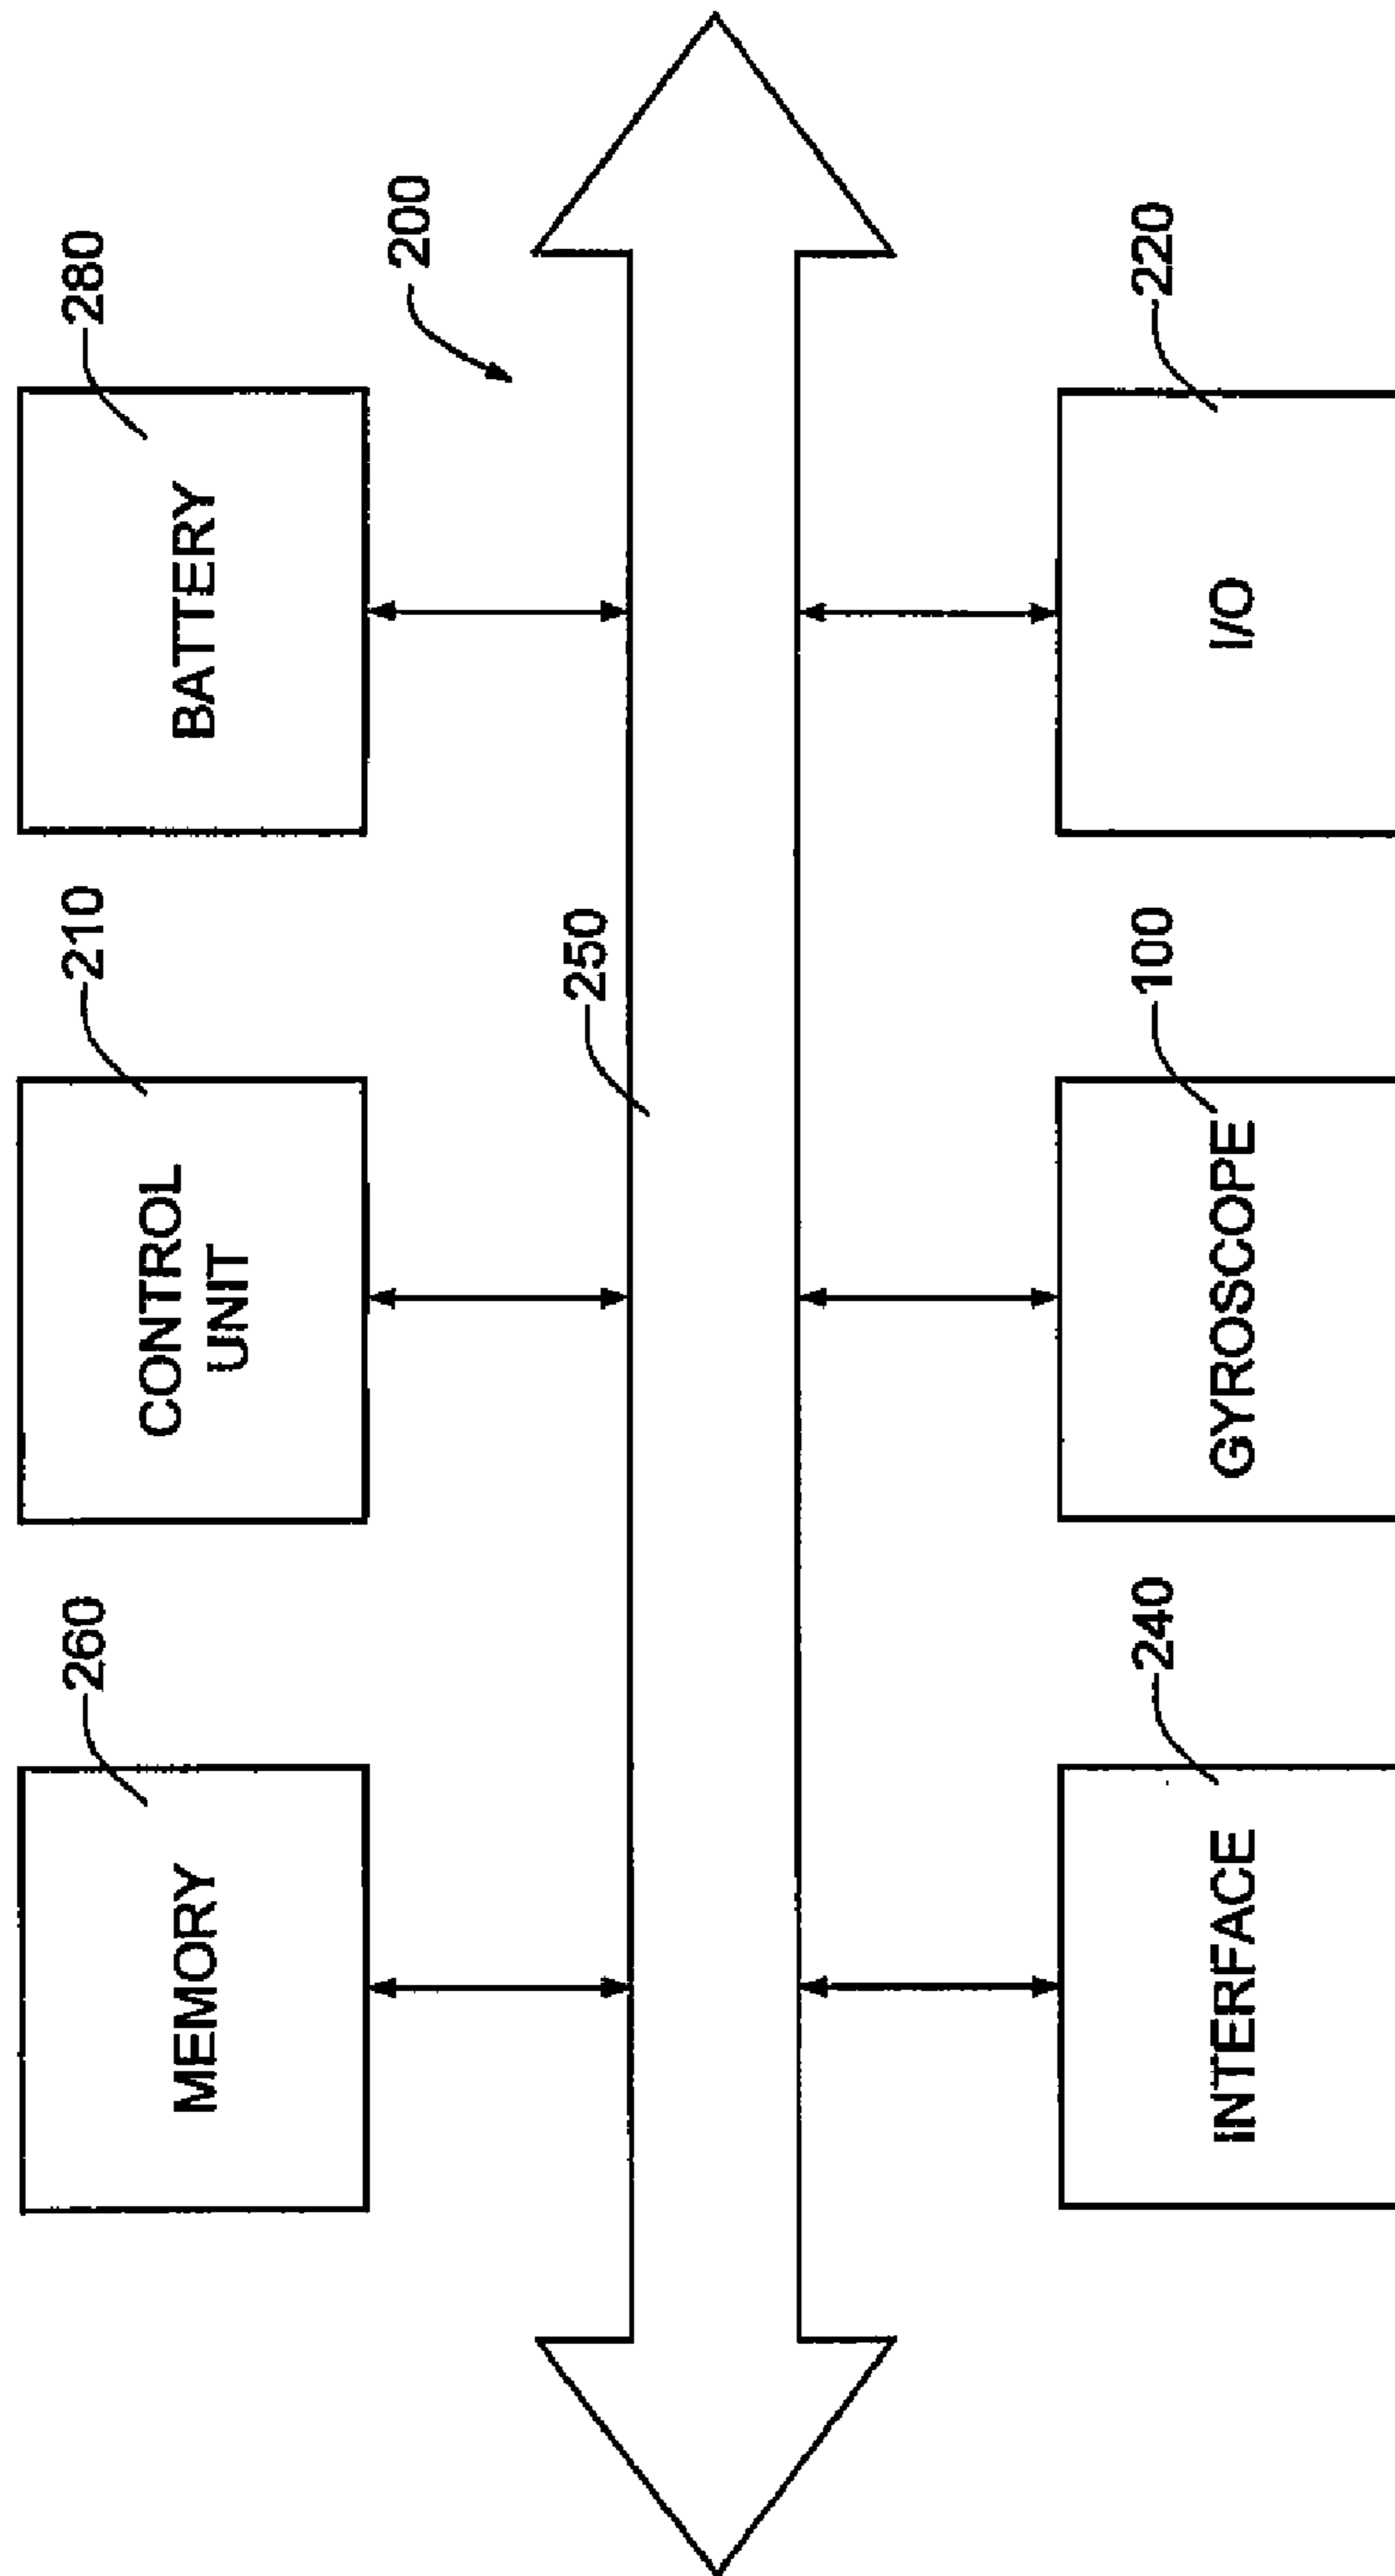 260
MEMORY
210
CONTROL
UNIT
280
BATTERY
200
250
240
INTERFACE
100
GYROSCOPE
220
I/O